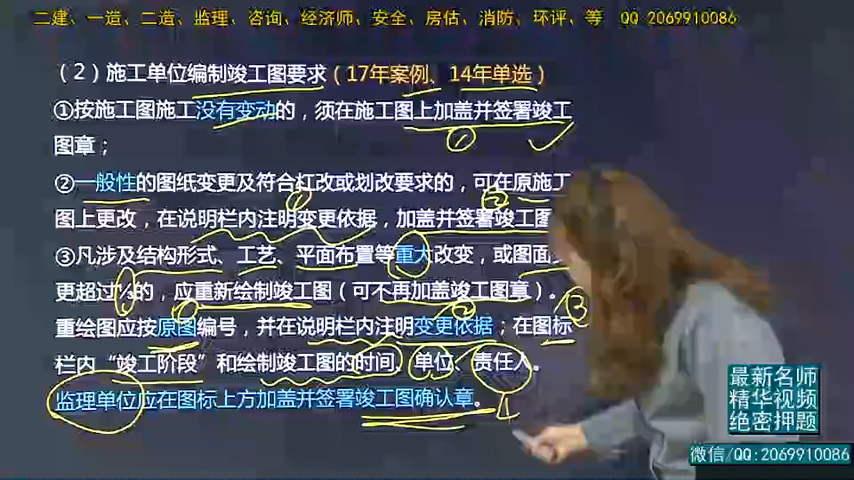 二建、一造、二造、监理、咨询、经济师、安全、房估、消防、环评、等 QQ 2069910086
（2）施工单位编制竣工图要求（17年案例、14年单选）
①按施工图施工没有变动的，须在施工图上加盖并签署竣工
图章；
②一般性的图纸变更及符合杠改或划改要求的，可在原施工
图上更改，在说明栏内注明变更依据，加盖并签署竣工图
③凡涉及结构形式、工艺、平面布置等重大改变，或图面
更超过⅓的，应重新绘制竣工图（可不再加盖竣工图章）。
重绘图应按原图编号，并在说明栏内注明变更依据；在图标
栏内“竣工阶段”和绘制竣工图的时间、单位、责任人。
监理单位应在图标上方加盖并签署竣工图确认章。
① ① ② ① ② ③
最新名师
精华视频
绝密押题
微信/QQ:2069910086